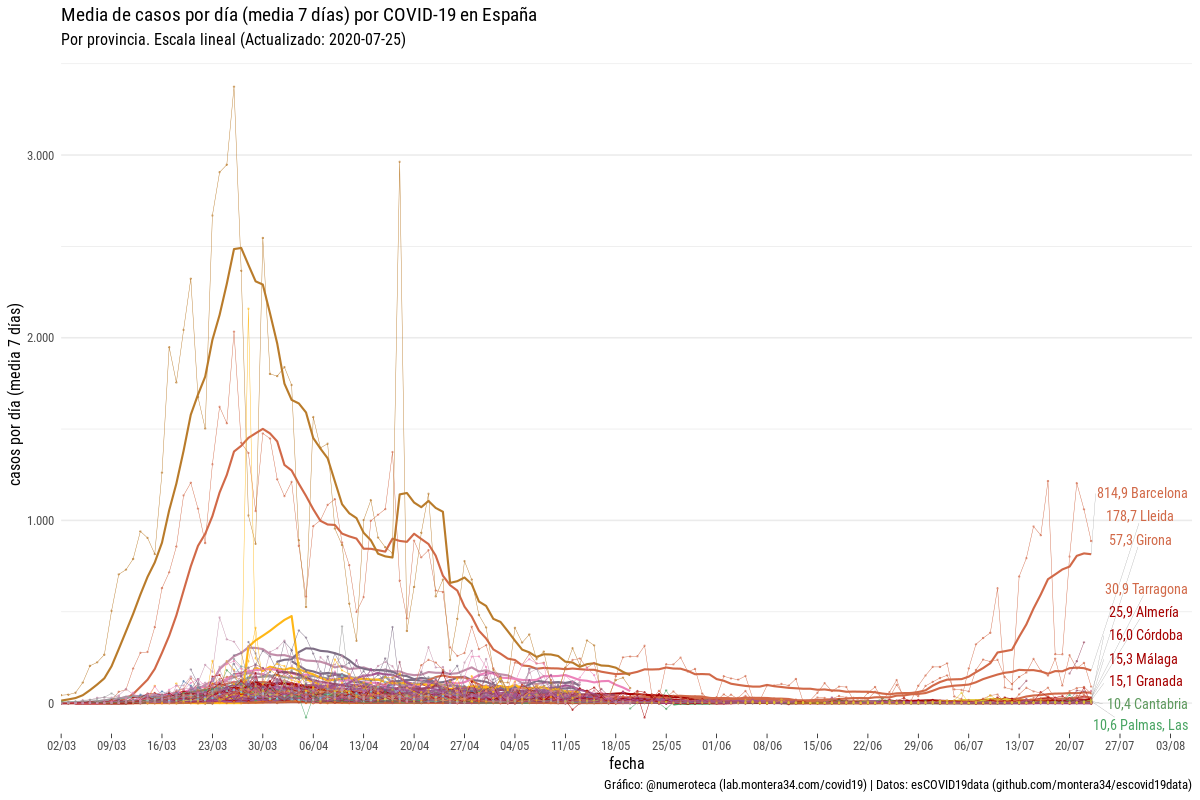 Media de casos por día (media 7 días) por COVID-19 en España
Por provincia. Escala lineal (Actualizado: 2020-07-25)
casos por día (media 7 días)
3.000
2.000
1.000
0
814,9 Barcelona
178,7 Lleida
57,3 Girona
30,9 Tarragona
25,9 Almería
16,0 Córdoba
15,3 Málaga
15,1 Granada
10,4 Cantabria
10,6 Palmas, Las
02/03 09/03 16/03 23/03 30/03 06/04 13/04 20/04 27/04 04/05 11/05 18/05 25/05 01/06 08/06 15/06 22/06 29/06 06/07 13/07 20/07 27/07 03/08
fecha
Gráfico: @numeroteca (lab.montera34.com/covid19) | Datos: esCOVID19data (github.com/montera34/escovid19data)